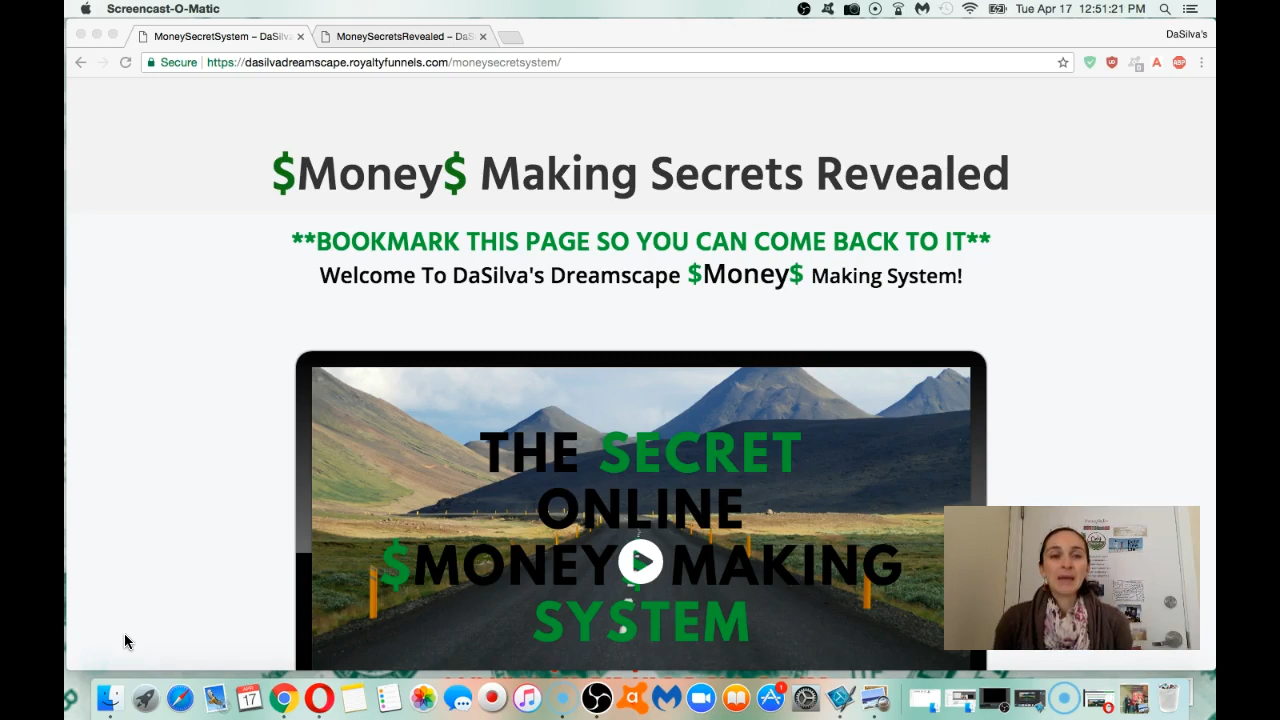 Screencast-O-Matic
Tue Apr 17 12:51:21 PM
MoneySecretSystem – DaSilva
MoneySecretsRevealed – DaS
DaSilva's
Secure
https://dasilvadreamscape.royaltyfunnels.com/moneysecretsystem/
$Money$ Making Secrets Revealed
**BOOKMARK THIS PAGE SO YOU CAN COME BACK TO IT**
Welcome To DaSilva's Dreamscape $Money$ Making System!
THE SECRET
ONLINE
$MONEY$ MAKING
SYSTEM